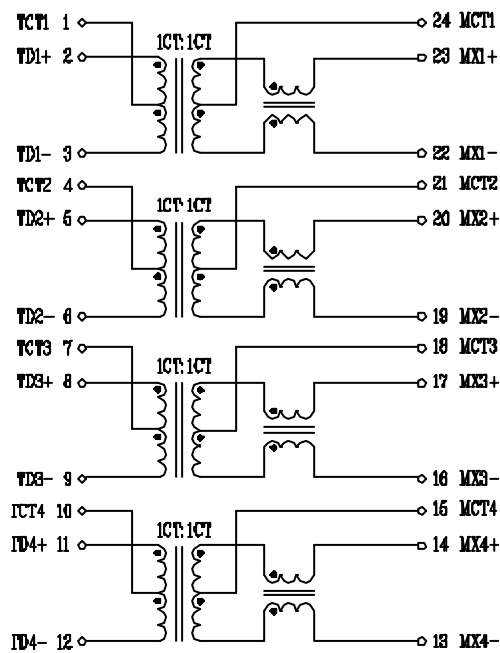 TCT1 1 24 MCT1
1CT:1CT
TD1+ 2 23 MX1+
TD1- 3 22 MX1-
TCT2 4 21 MCT2
1CT:1CT
TD2+ 5 20 MX2+
TD2- 6 19 MX2-
TCT3 7 18 MCT3
1CT:1CT
TD3+ 8 17 MX3+
TD3- 9 16 MX3-
TCT4 10 15 MCT4
1CT:1CT
TD4+ 11 14 MX4+
TD4- 12 13 MX4-